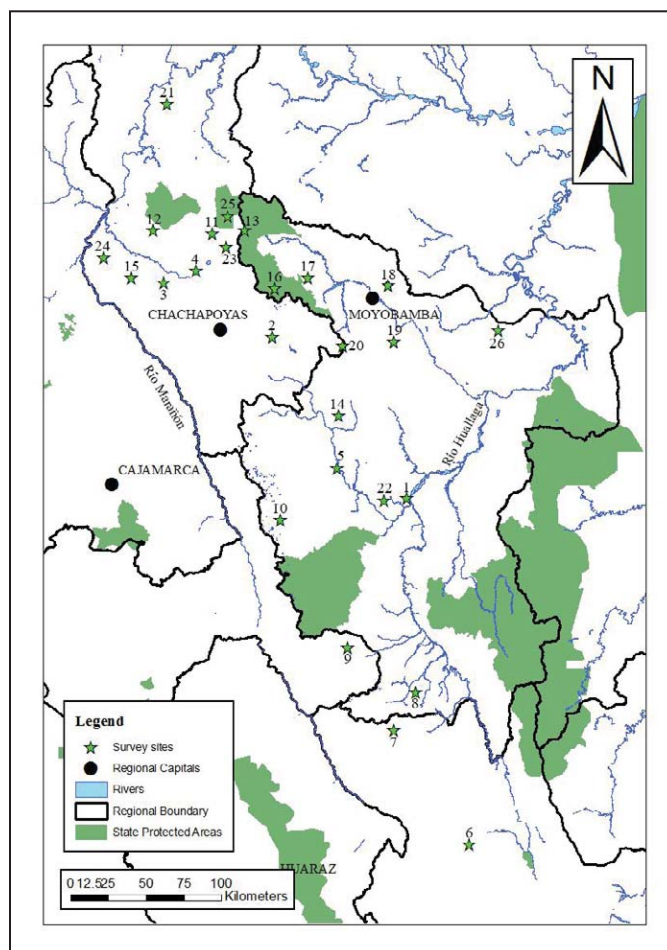 N
21
25
12
11
13
23
24
4
15
3
16
17
18
CHACHAPOYAS
MOYOBAMBA
2
19
20
26
Río Marañón
14
Río Huallaga
5
CAJAMARCA
22
1
10
9
8
7
Legend
Survey sites
Regional Capitals
Rivers
Regional Boundary
State Protected Areas
6
HUARAZ
0 12.5 25 50 75 100
Kilometers